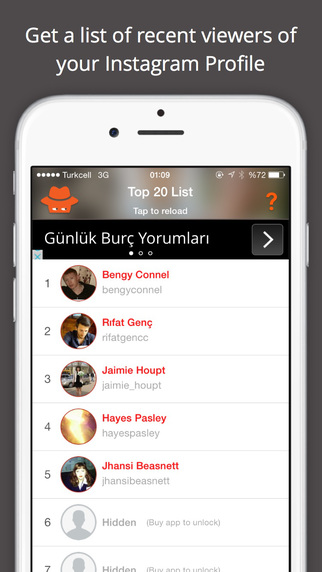 Get a list of recent viewers of
your Instagram Profile
Turkcell 3G 01:09 %72
Top 20 List
Tap to reload
?
Günlük Burç Yorumları
1 Bengy Connel
bengyconnel
2 Rıfat Genç
rifatgencc
3 Jaimie Houpt
jaimie_houpt
4 Hayes Pasley
hayespasley
5 Jhansi Beasnett
jhansibeasnett
6 Hidden (Buy app to unlock)
7 Hidden (Buy app to unlock)